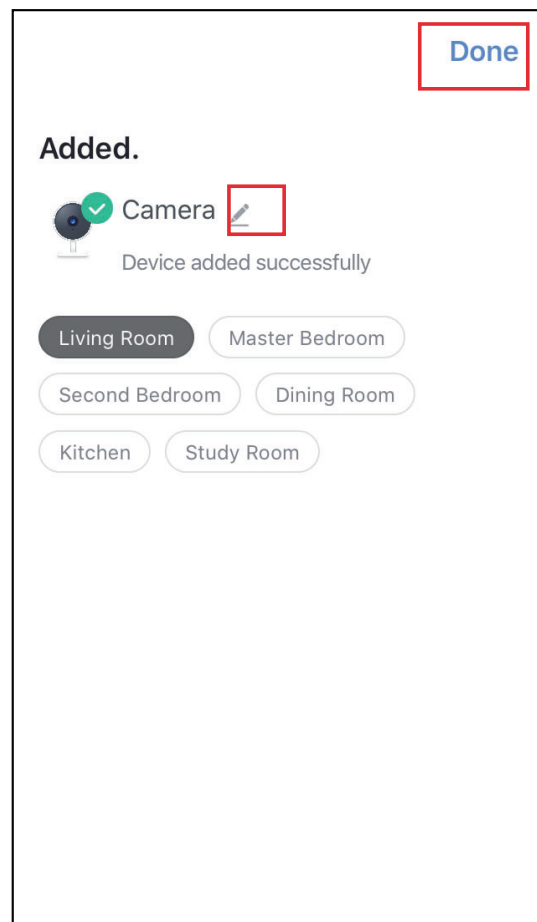 Done
Added.
Camera
Device added successfully
Living Room
Master Bedroom
Second Bedroom
Dining Room
Kitchen
Study Room